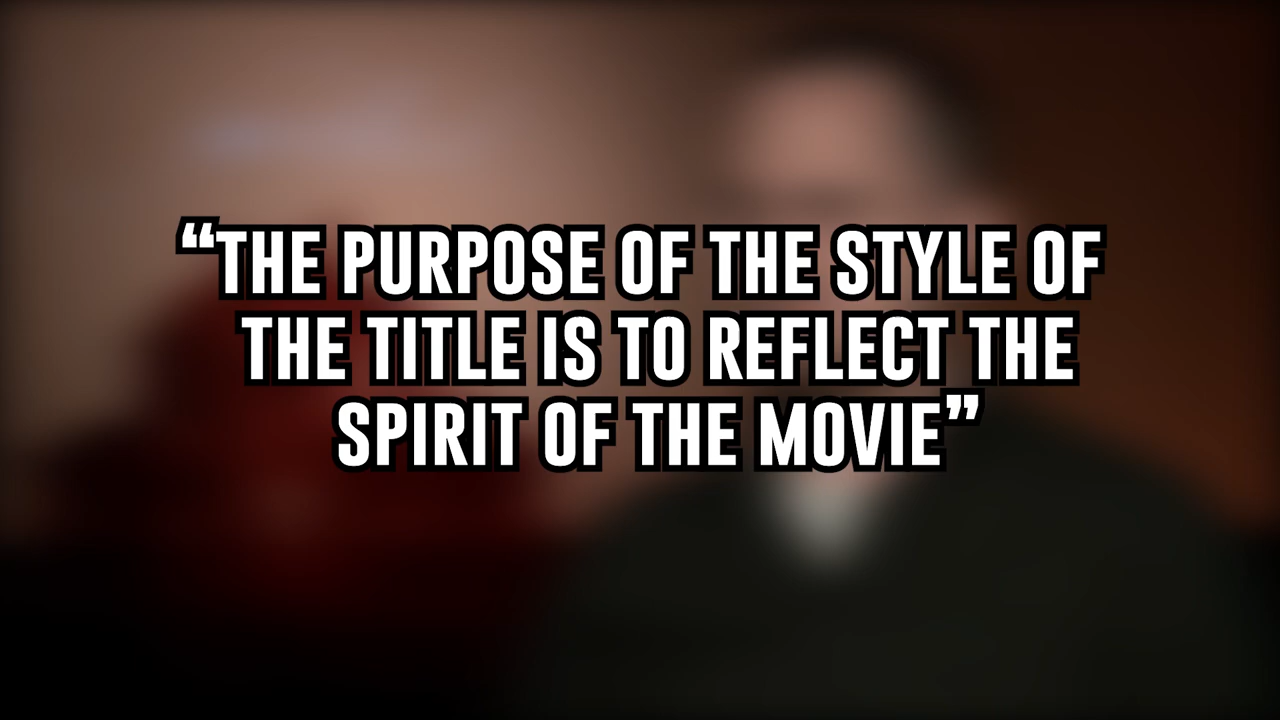 “THE PURPOSE OF THE STYLE OF
THE TITLE IS TO REFLECT THE
SPIRIT OF THE MOVIE”